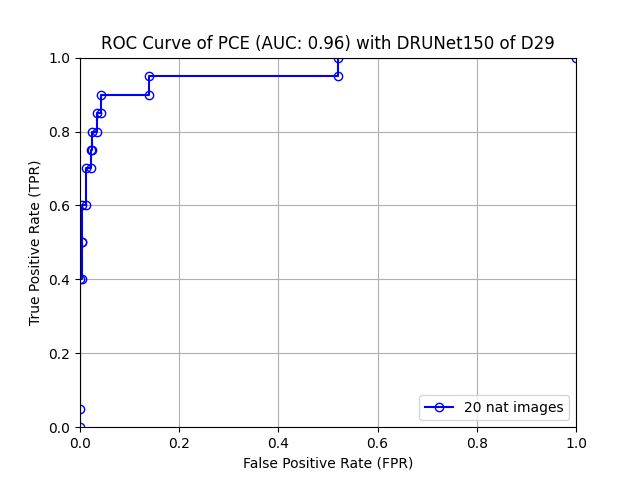 ROC Curve of PCE (AUC: 0.96) with DRUNet150 of D29
True Positive Rate (TPR)
1.0
0.8
0.6
0.4
0.2
0.0
20 nat images
0.0 0.2 0.4 0.6 0.8 1.0
False Positive Rate (FPR)